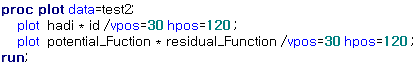 proc plot data=test2;
plot hadi * id /vpos=30 hpos=120 ;
plot potential_Fuction * residual_Function /vpos=30 hpos=120 ;
run;